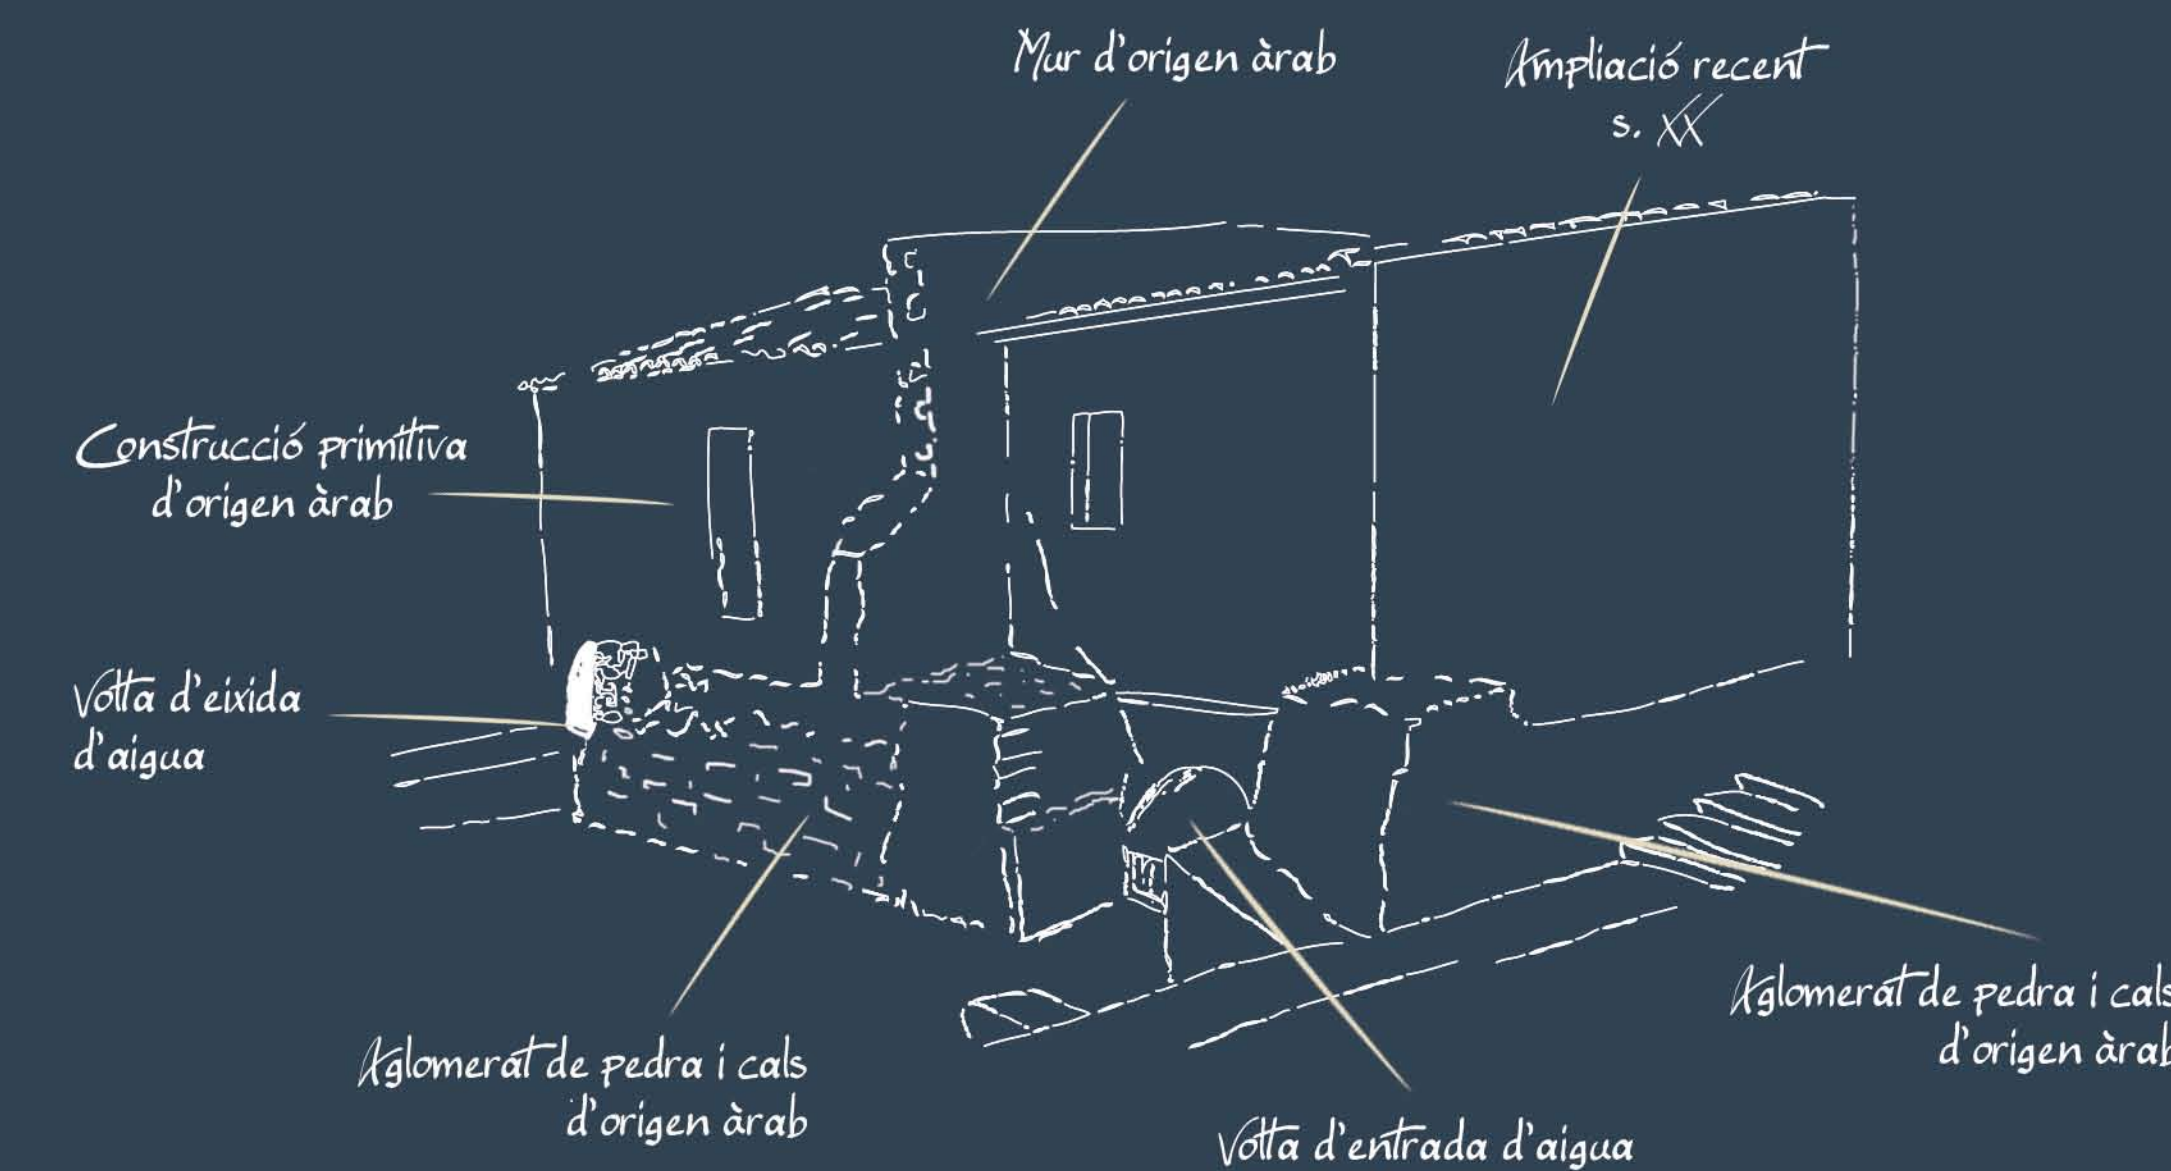 Mur d'origen àrab
Ampliació recent
s. XX
Construcció primitiva
d'origen àrab
Volta d'eixida
d'aigua
Aglomerat de pedra i cals
d'origen àrab
Aglomerat de pedra i cals
d'origen àrab
Volta d'entrada d'aigua